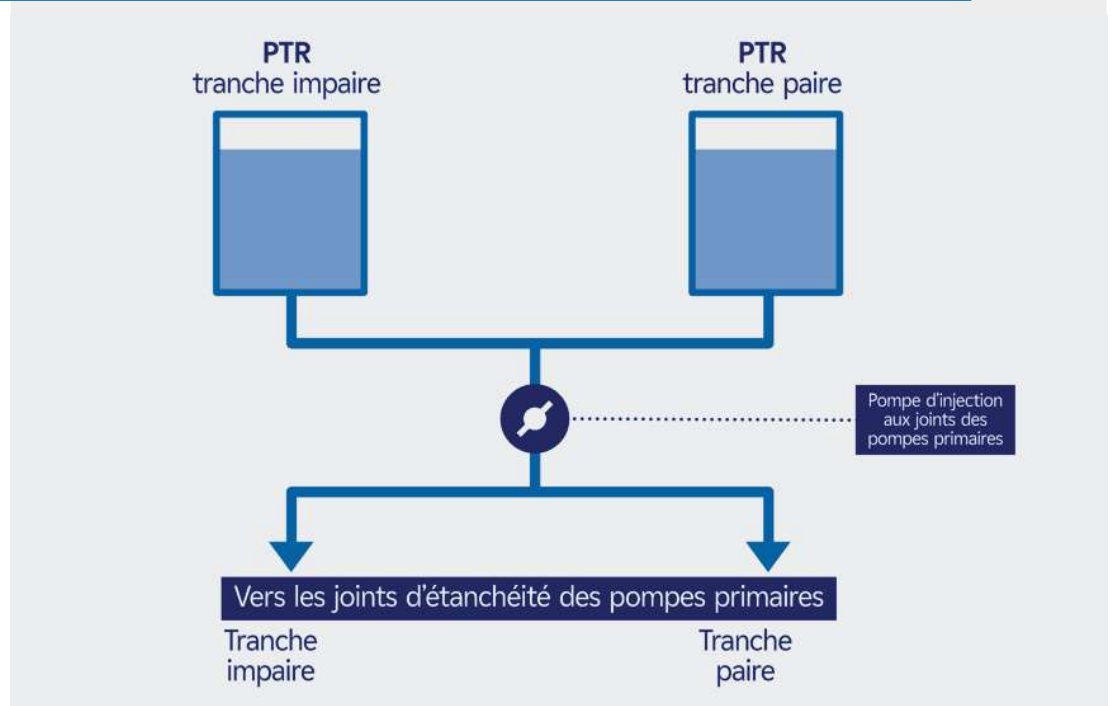 PTR
tranche impaire
PTR
tranche paire
Pompe d'injection
aux joints des
pompes primaires
Vers les joints d'étanchéité des pompes primaires
Tranche
impaire
Tranche
paire